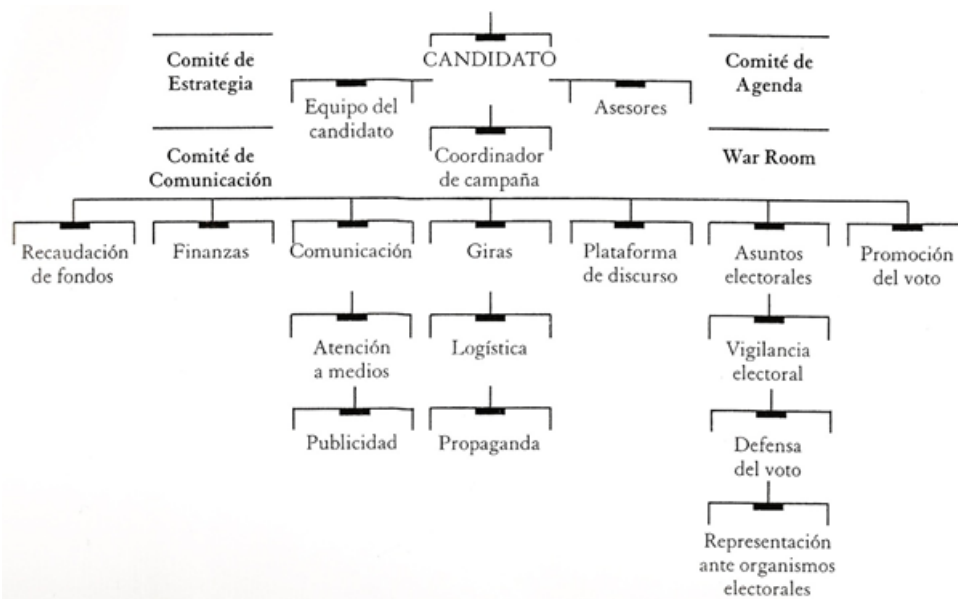 Comité de
Estrategia
CANDIDATO
Comité de
Agenda
Equipo del
candidato
Asesores
Comité de
Comunicación
Coordinador
de campaña
War Room
Recaudación
de fondos
Finanzas
Comunicación
Giras
Plataforma
de discurso
Asuntos
electorales
Promoción
del voto
Atención
a medios
Logística
Vigilancia
electoral
Publicidad
Propaganda
Defensa
del voto
Representación
ante organismos
electorales